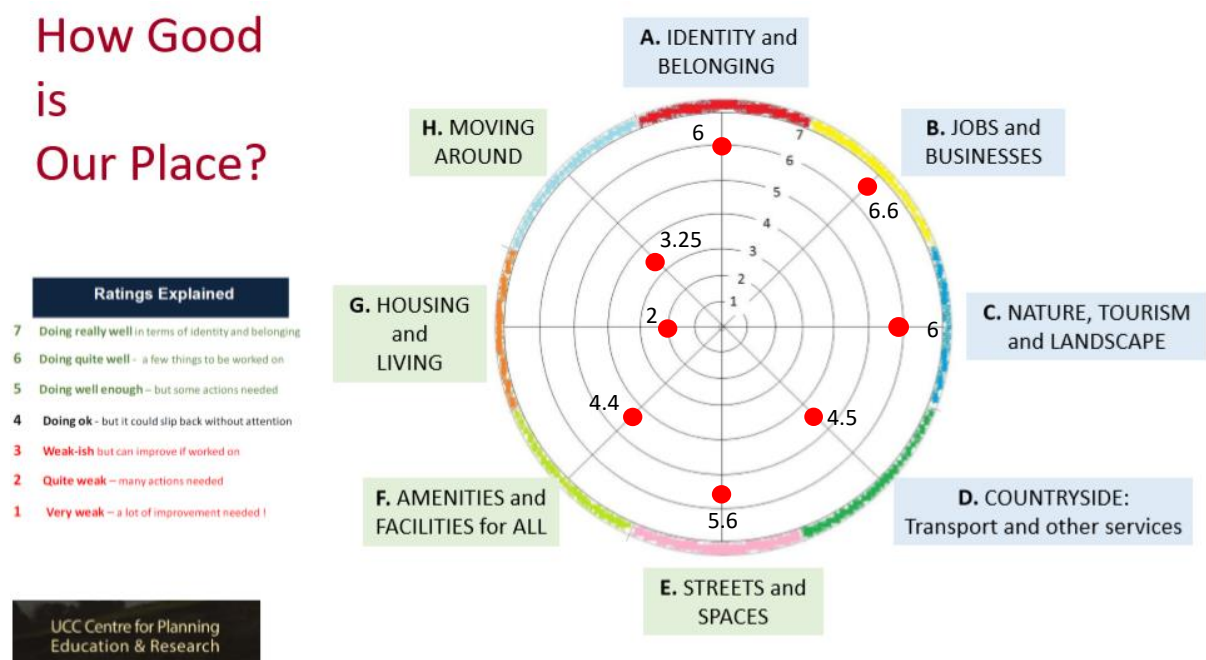 How Good
is
Our Place?
A. IDENTITY and
BELONGING
H. MOVING
AROUND
B. JOBS and
BUSINESSES
6
7
6
5
4
3
2
1
6.6
3.25
Ratings Explained
7 Doing really well in terms of identity and belonging
6 Doing quite well - a few things to be worked on
5 Doing well enough – but some actions needed
4 Doing ok - but it could slip back without attention
3 Weak-ish but can improve if worked on
2 Quite weak – many actions needed
1 Very weak – a lot of improvement needed !
G. HOUSING
and
LIVING
2
6
C. NATURE, TOURISM
and LANDSCAPE
4.4
4.5
F. AMENITIES and
FACILITIES for ALL
5.6
D. COUNTRYSIDE:
Transport and other services
E. STREETS and
SPACES
UCC Centre for Planning
Education & Research